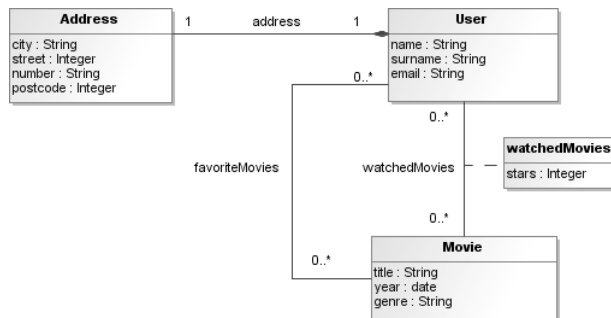 Address
city : String
street : Integer
number : String
postcode : Integer
1 address 1
User
name : String
surname : String
email : String
0..*
0..*
favoriteMovies
watchedMovies
watchedMovies
stars : Integer
0..*
0..*
Movie
title : String
year : date
genre : String